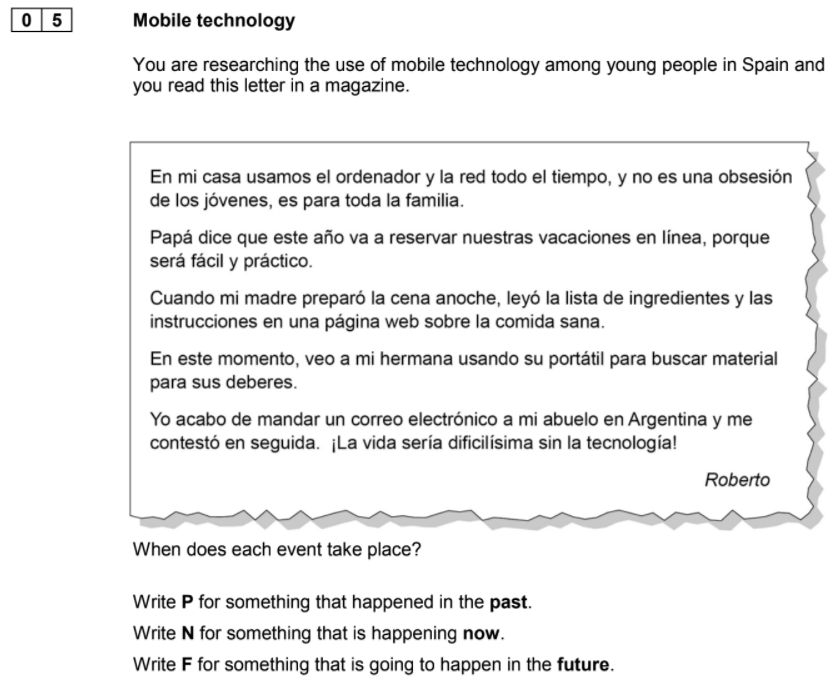 0 5 Mobile technology
You are researching the use of mobile technology among young people in Spain and
you read this letter in a magazine.
En mi casa usamos el ordenador y la red todo el tiempo, y no es una obsesión
de los jóvenes, es para toda la familia.
Papá dice que este año va a reservar nuestras vacaciones en línea, porque
será fácil y práctico.
Cuando mi madre preparó la cena anoche, leyó la lista de ingredientes y las
instrucciones en una página web sobre la comida sana.
En este momento, veo a mi hermana usando su portátil para buscar material
para sus deberes.
Yo acabo de mandar un correo electrónico a mi abuelo en Argentina y me
contestó en seguida. ¡La vida sería dificilísima sin la tecnología!
Roberto
When does each event take place?
Write P for something that happened in the past.
Write N for something that is happening now.
Write F for something that is going to happen in the future.